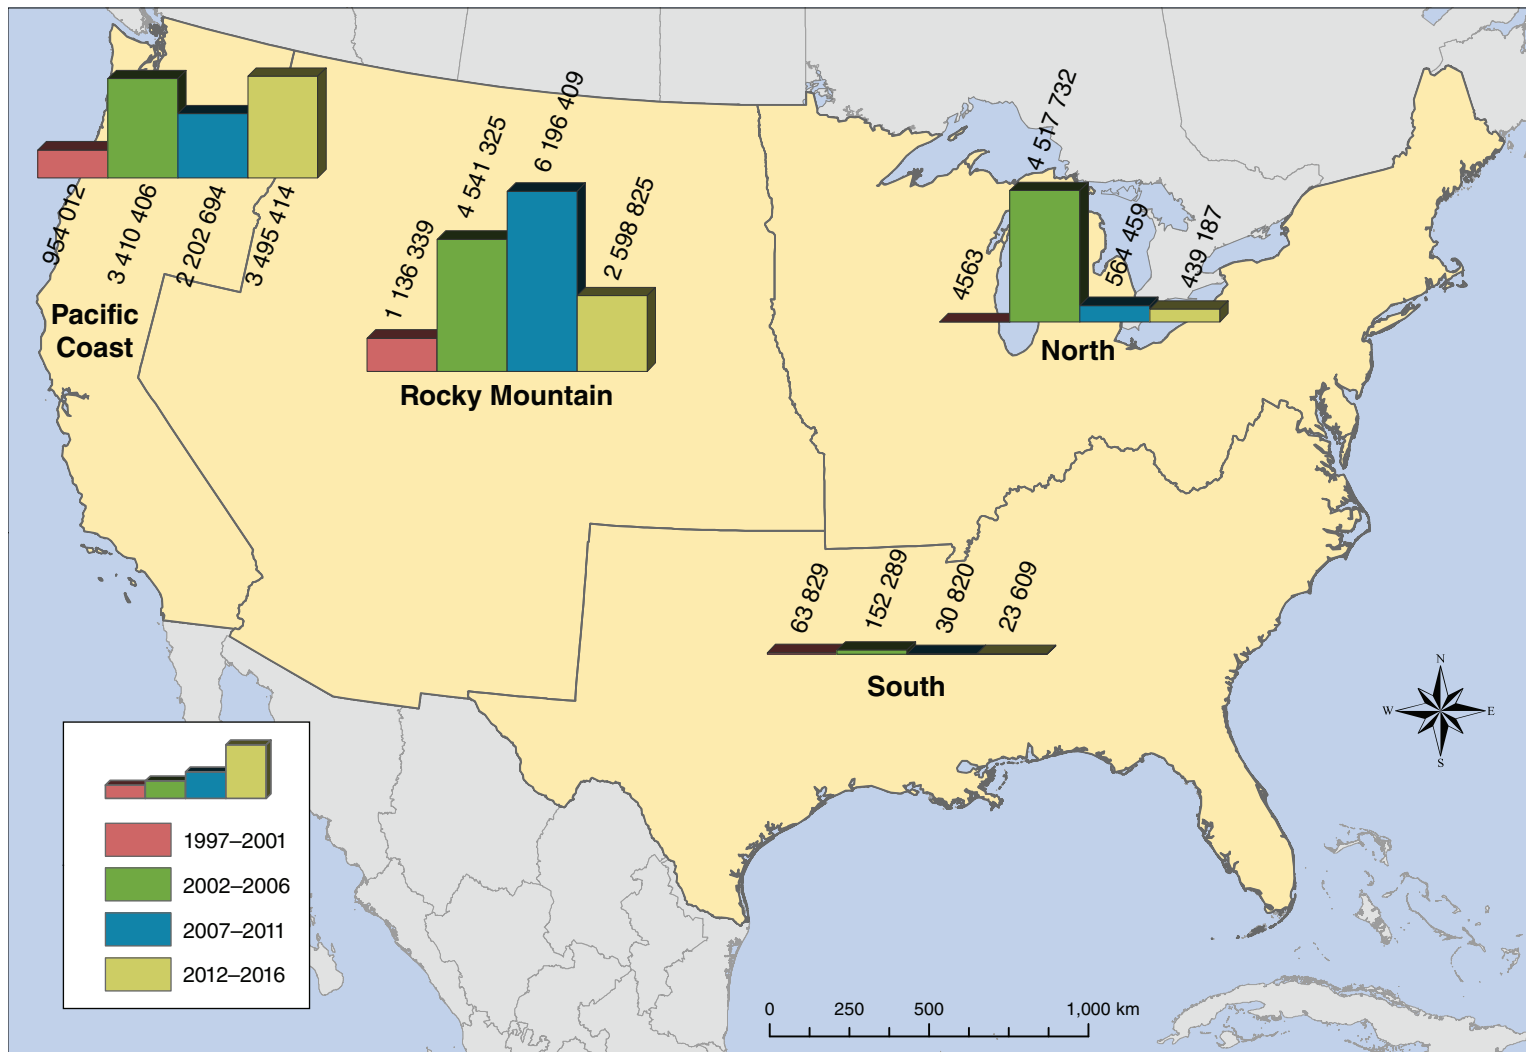 954 012
3 410 406
2 202 694
3 495 414
Pacific
Coast
1 136 339
4 541 325
6 196 409
2 598 825
Rocky Mountain
4563
4 517 732
564 459
439 187
North
63 829
152 289
30 820
23 609
South
N
W
E
S
1997–2001
2002–2006
2007–2011
2012–2016
0 250 500 1,000 km